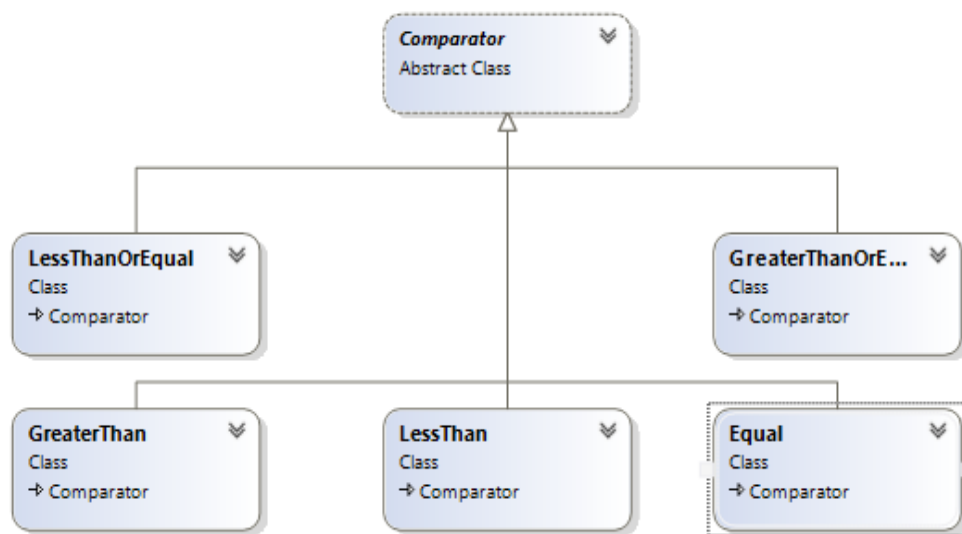 Comparator
Abstract Class
LessThanOrEqual
Class
Comparator
GreaterThanOrE...
Class
Comparator
GreaterThan
Class
Comparator
LessThan
Class
Comparator
Equal
Class
Comparator